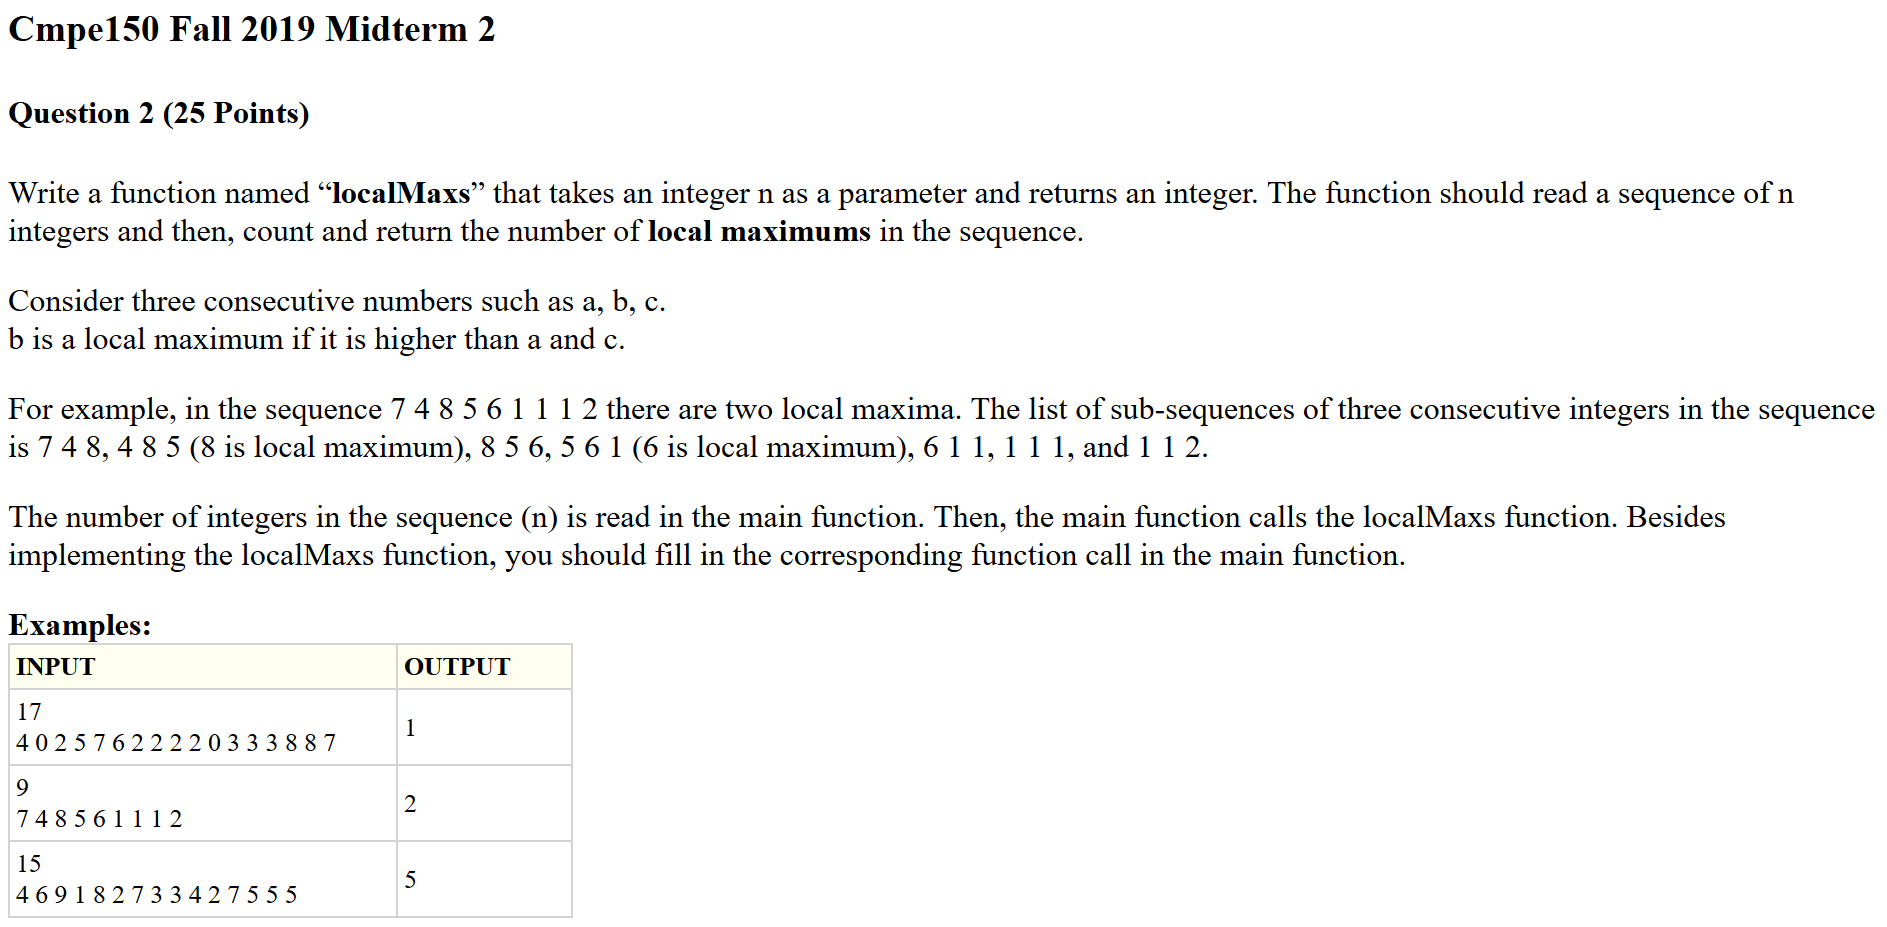 Cmpe150 Fall 2019 Midterm 2
Question 2 (25 Points)
Write a function named “localMaxs” that takes an integer n as a parameter and returns an integer. The function should read a sequence of n
integers and then, count and return the number of local maximums in the sequence.
Consider three consecutive numbers such as a, b, c.
b is a local maximum if it is higher than a and c.
For example, in the sequence 7 4 8 5 6 1 1 1 2 there are two local maxima. The list of sub-sequences of three consecutive integers in the sequence
is 7 4 8, 4 8 5 (8 is local maximum), 8 5 6, 5 6 1 (6 is local maximum), 6 1 1, 1 1 1, and 1 1 2.
The number of integers in the sequence (n) is read in the main function. Then, the main function calls the localMaxs function. Besides
implementing the localMaxs function, you should fill in the corresponding function call in the main function.
Examples:
INPUT OUTPUT
17
4 0 2 5 7 6 2 2 2 2 0 3 3 3 8 8 7
1
9
7 4 8 5 6 1 1 1 2
2
15
4 6 9 1 8 2 7 3 3 4 2 7 5 5 5
5